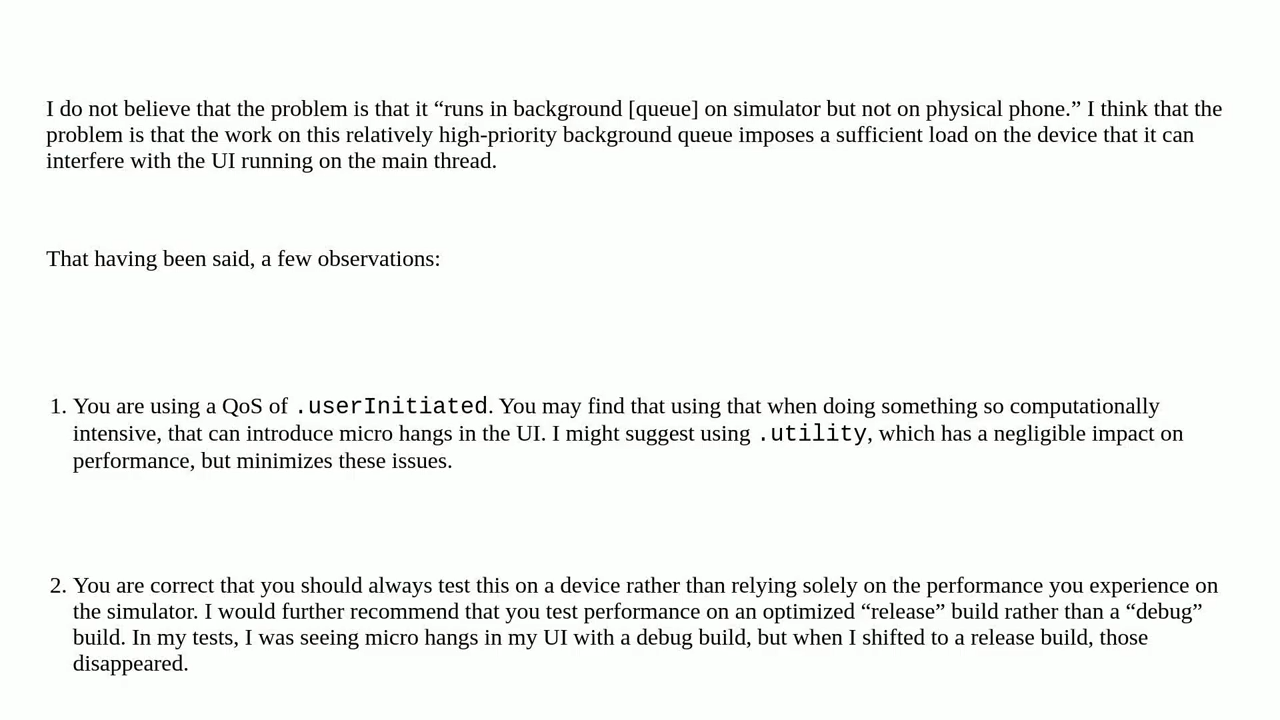 I do not believe that the problem is that it “runs in background [queue] on simulator but not on physical phone.” I think that the
problem is that the work on this relatively high-priority background queue imposes a sufficient load on the device that it can
interfere with the UI running on the main thread.
That having been said, a few observations:
1. You are using a QoS of .userInitiated. You may find that using that when doing something so computationally
intensive, that can introduce micro hangs in the UI. I might suggest using .utility, which has a negligible impact on
performance, but minimizes these issues.
2. You are correct that you should always test this on a device rather than relying solely on the performance you experience on
the simulator. I would further recommend that you test performance on an optimized “release” build rather than a “debug”
build. In my tests, I was seeing micro hangs in my UI with a debug build, but when I shifted to a release build, those
disappeared.